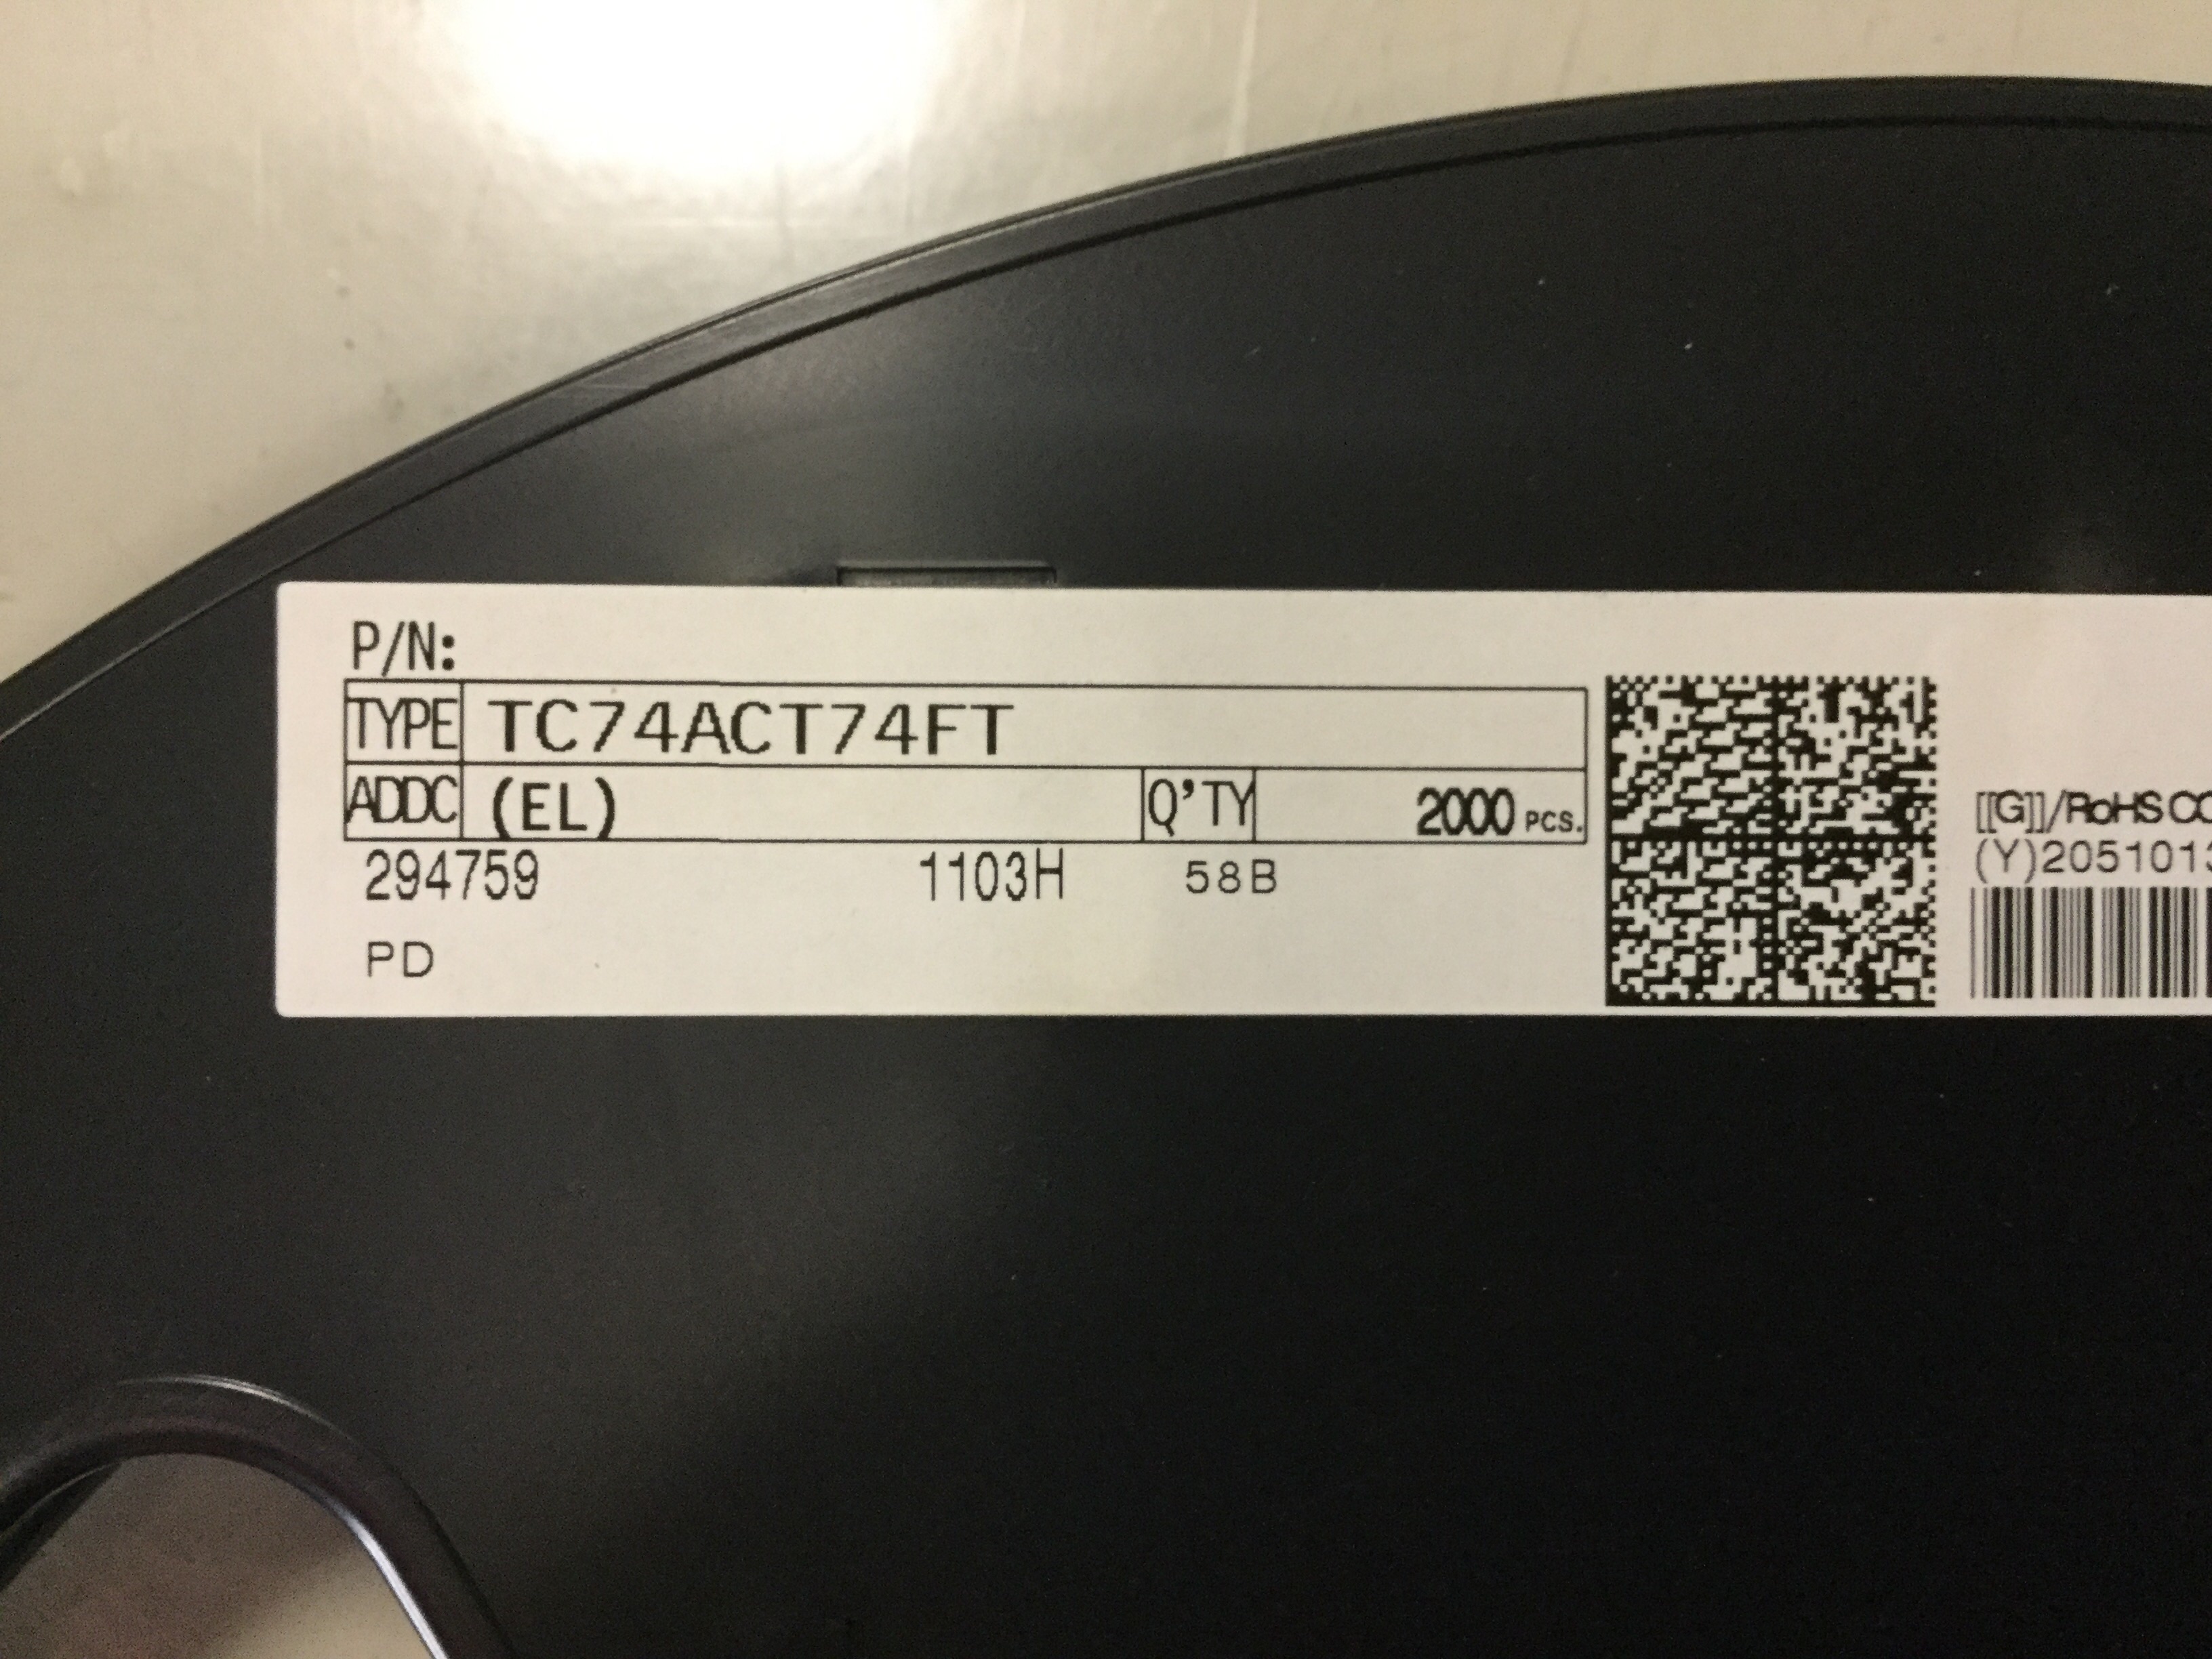 P/N:
TYPE TC74ACT74FT
ADDC (EL) Q'TY 2000 PCS.
294759 1103H 58B
PD
[[G]]/RoHS
(Y)205101